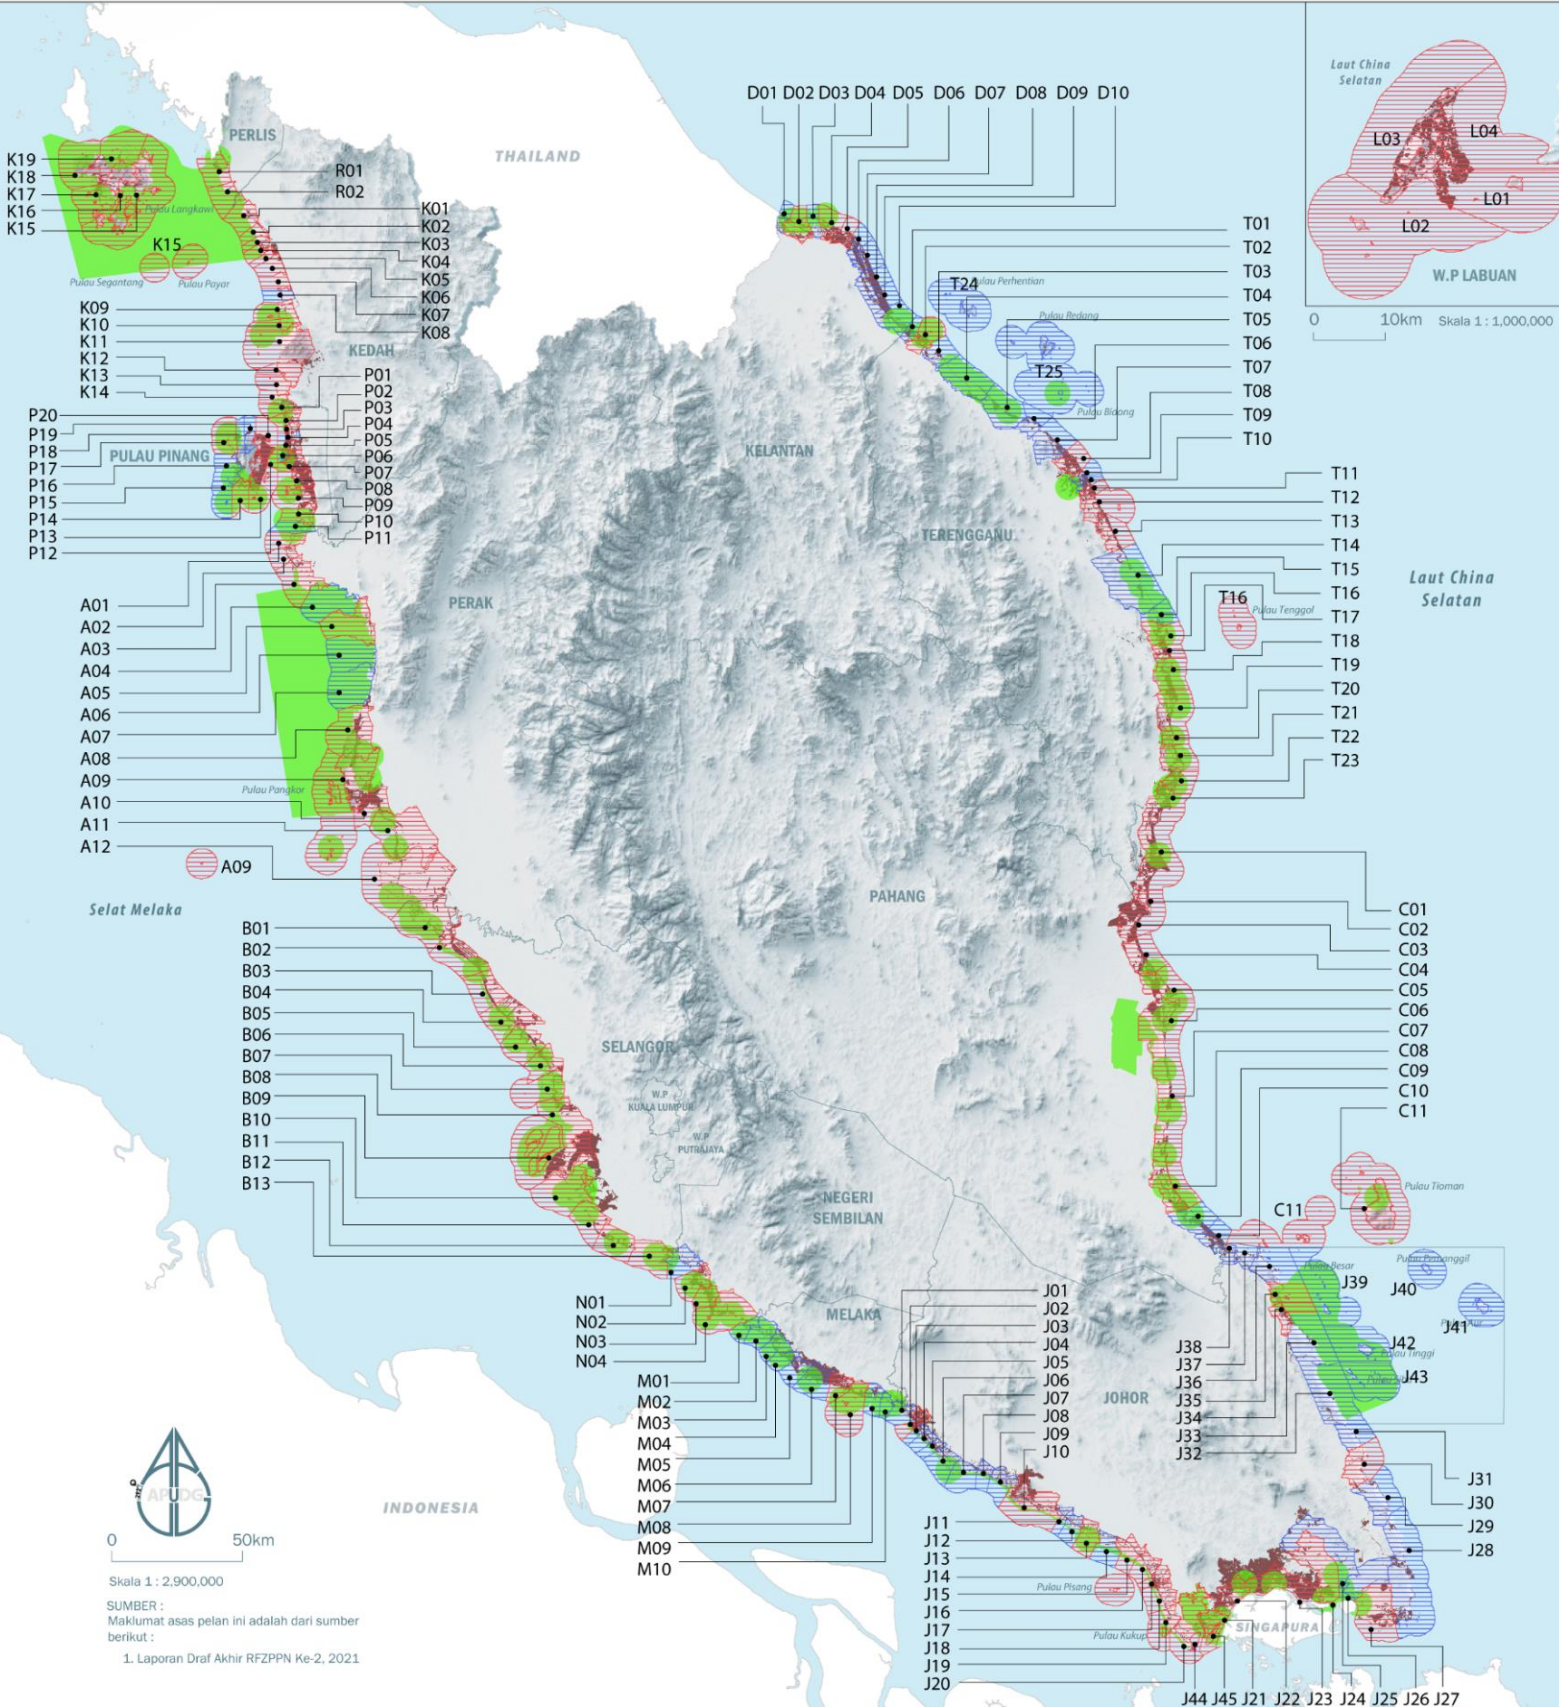 D01 D02 D03 D04 D05 D06 D07 D08 D09 D10
Laut China
Selatan
L03
L04
L01
L02
W.P LABUAN
0 10km Skala 1 : 1,000,000
PERLIS
THAILAND
K19
K18
K17
K16
K15
Pulau Langkawi
K15
Pulau Segantang
Pulau Payar
R01
R02
K01
K02
K03
K04
K05
K06
K07
K08
K09
K10
K11
K12
K13
K14
KEDAH
P01
P02
P03
P04
P05
P06
P07
P08
P09
P10
P11
P20
P19
P18
P17
P16
P15
P14
P13
P12
PULAU PINANG
T01
T02
T03
T04
T05
T06
T07
T08
T09
T10
T24
Pulau Perhentian
Pulau Redang
T25
Pulau Bidong
T11
T12
T13
T14
T15
T16
T17
T18
T19
T20
T21
T22
T23
T16
Pulau Tenggol
Laut China
Selatan
KELANTAN
TERENGGANU
PERAK
A01
A02
A03
A04
A05
A06
A07
A08
A09
A10
A11
A12
Pulau Pangkor
A09
Selat Melaka
PAHANG
B01
B02
B03
B04
B05
B06
B07
B08
B09
B10
B11
B12
B13
SELANGOR
W.P
KUALA LUMPUR
W.P
PUTRAJAYA
NEGERI
SEMBILAN
MELAKA
C01
C02
C03
C04
C05
C06
C07
C08
C09
C10
C11
Pulau Tioman
C11
Pulau Pemanggil
Pulau Besar
J39
J40
J41
Pulau Aur
J42
Pulau Tinggi
J43
N01
N02
N03
N04
M01
M02
M03
M04
M05
M06
M07
M08
M09
M10
J01
J02
J03
J04
J05
J06
J07
J08
J09
J10
JOHOR
J38
J37
J36
J35
J34
J33
J32
J31
J30
J29
J28
J11
J12
J13
J14
J15
J16
J17
J18
J19
J20
Pulau Pisang
Pulau Kukup
SINGAPURA
J44 J45 J21 J22 J23 J24 J25 J26 J27
INDONESIA
APUDG
0 50km
Skala 1 : 2,900,000
SUMBER :
Maklumat asas pelan ini adalah dari sumber
berikut :
1. Laporan Draf Akhir RFZPPN Ke-2, 2021